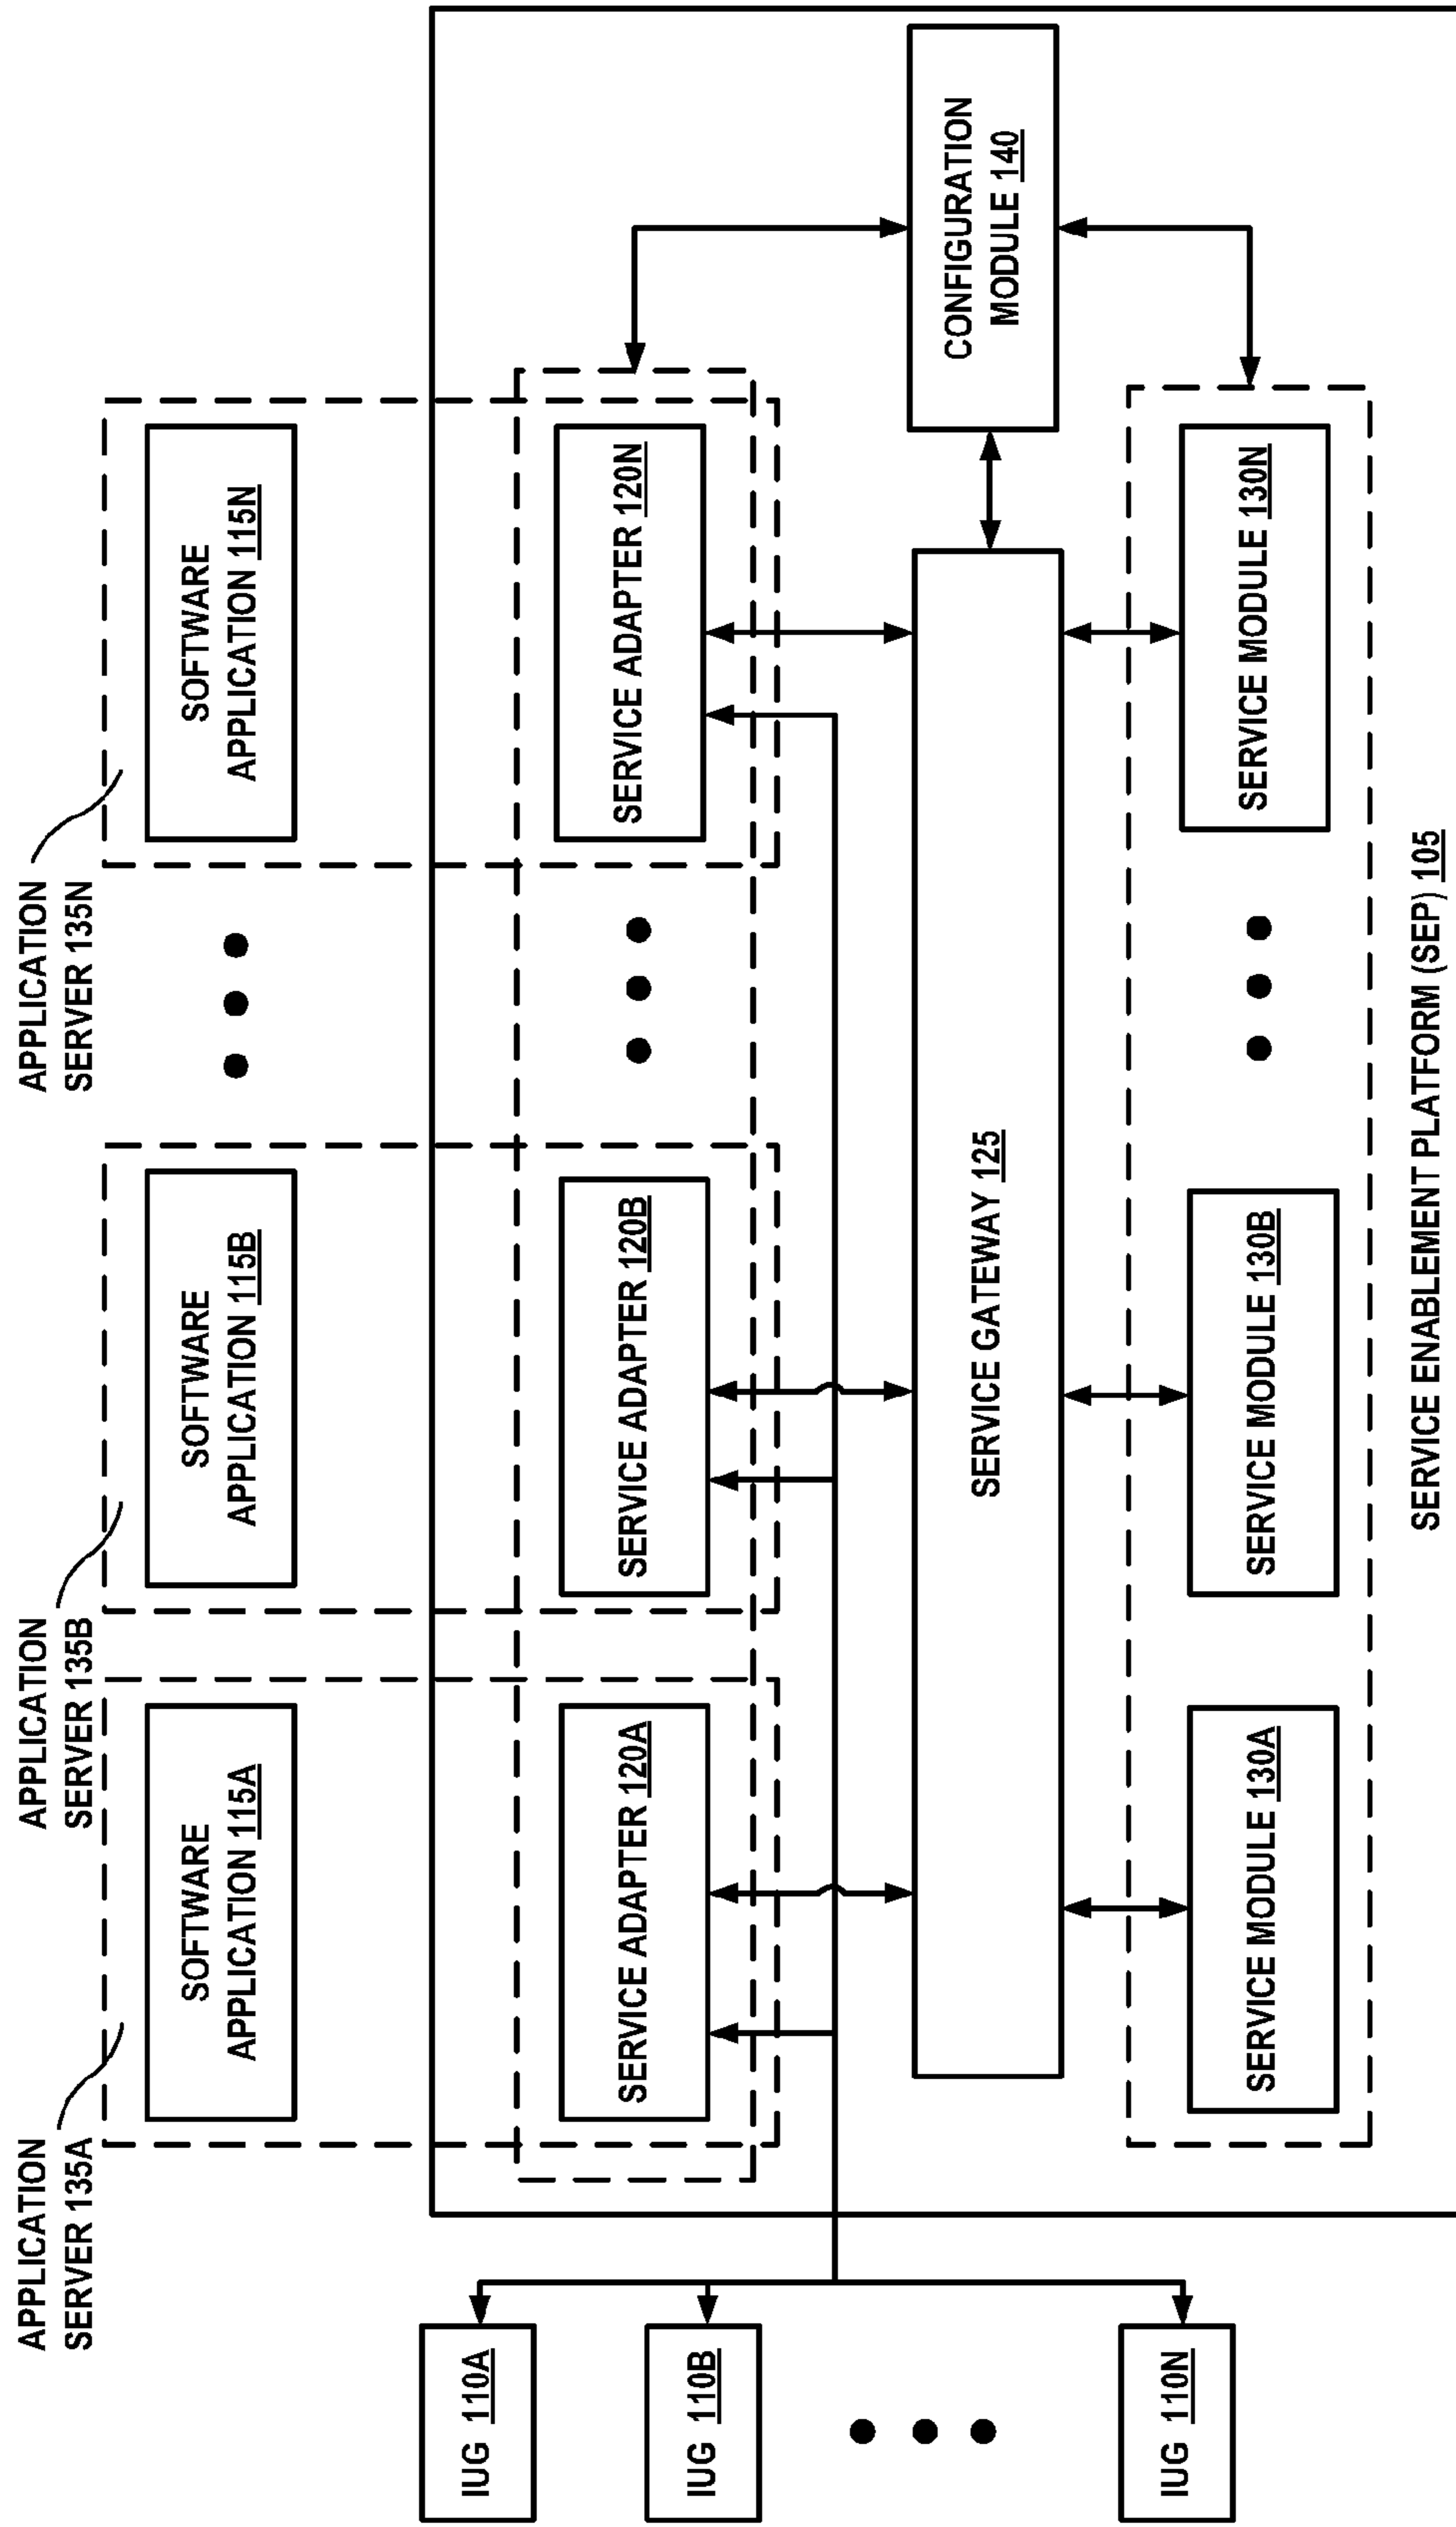 APPLICATION
SERVER 135A
APPLICATION
SERVER 135B
APPLICATION
SERVER 135N
SOFTWARE
APPLICATION 115A
SOFTWARE
APPLICATION 115B
SOFTWARE
APPLICATION 115N
IUG 110A
IUG 110B
IUG 110N
SERVICE ADAPTER 120A
SERVICE ADAPTER 120B
SERVICE ADAPTER 120N
SERVICE GATEWAY 125
CONFIGURATION
MODULE 140
SERVICE MODULE 130A
SERVICE MODULE 130B
SERVICE MODULE 130N
SERVICE ENABLEMENT PLATFORM (SEP) 105